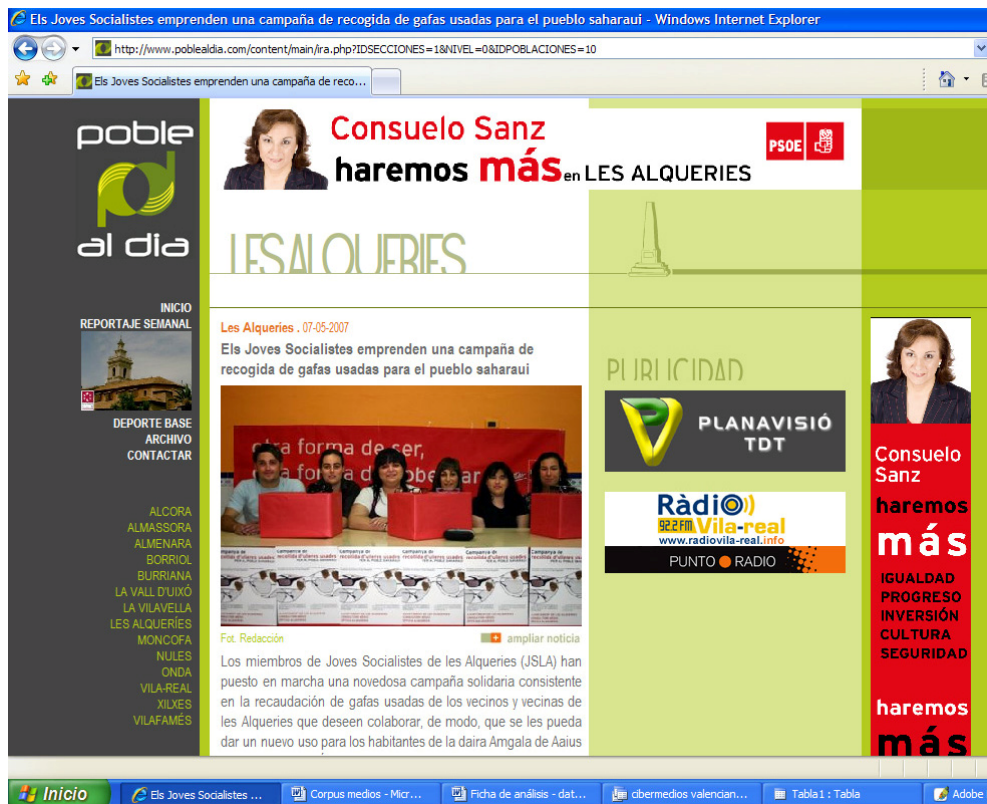 Els Joves Socialistes emprenden una campaña de recogida de gafas usadas para el pueblo saharaui - Windows Internet Explorer
http://www.poblealdia.com/content/main/ira.php?IDSECCIONES=1&NIVEL=0&IDPOBLACIONES=10
Els Joves Socialistes emprenden una campaña de reco...
poble
al dia
Consuelo Sanz
haremos más en LES ALQUERIES
PSOE
LES ALQUERIES
INICIO
REPORTAJE SEMANAL
DEPORTE BASE
ARCHIVO
CONTACTAR
ALCORA
ALMASSORA
ALMENARA
BORRIOL
BURRIANA
LA VALL D'UIXÓ
LA VILAVELLA
LES ALQUERÍES
MONCOFA
NULES
ONDA
VILA-REAL
XILXES
VILAFAMÉS
Les Alqueries . 07-05-2007
Els Joves Socialistes emprenden una campaña de
recogida de gafas usadas para el pueblo saharaui
otra forma de ser,
Fot. Redacción
ampliar noticia
Los miembros de Joves Socialistes de les Alqueries (JSLA) han
puesto en marcha una novedosa campaña solidaria consistente
en la recaudación de gafas usadas de los vecinos y vecinas de
les Alqueries que deseen colaborar, de modo, que se les pueda
dar un nuevo uso para los habitantes de la daira Amgala de Aaius
PUBLICIDAD
PLANAVISIÓ
TDT
Ràdio
92.2 FM Vila-real
www.radiovila-real.info
PUNTO RADIO
Consuelo
Sanz
haremos
más
IGUALDAD
PROGRESO
INVERSIÓN
CULTURA
SEGURIDAD
haremos
más
Inicio
Els Joves Socialistes ...
Corpus medios - Micr...
Ficha de análisis - dat...
cibermedios valencian...
Tabla1 : Tabla
Adobe